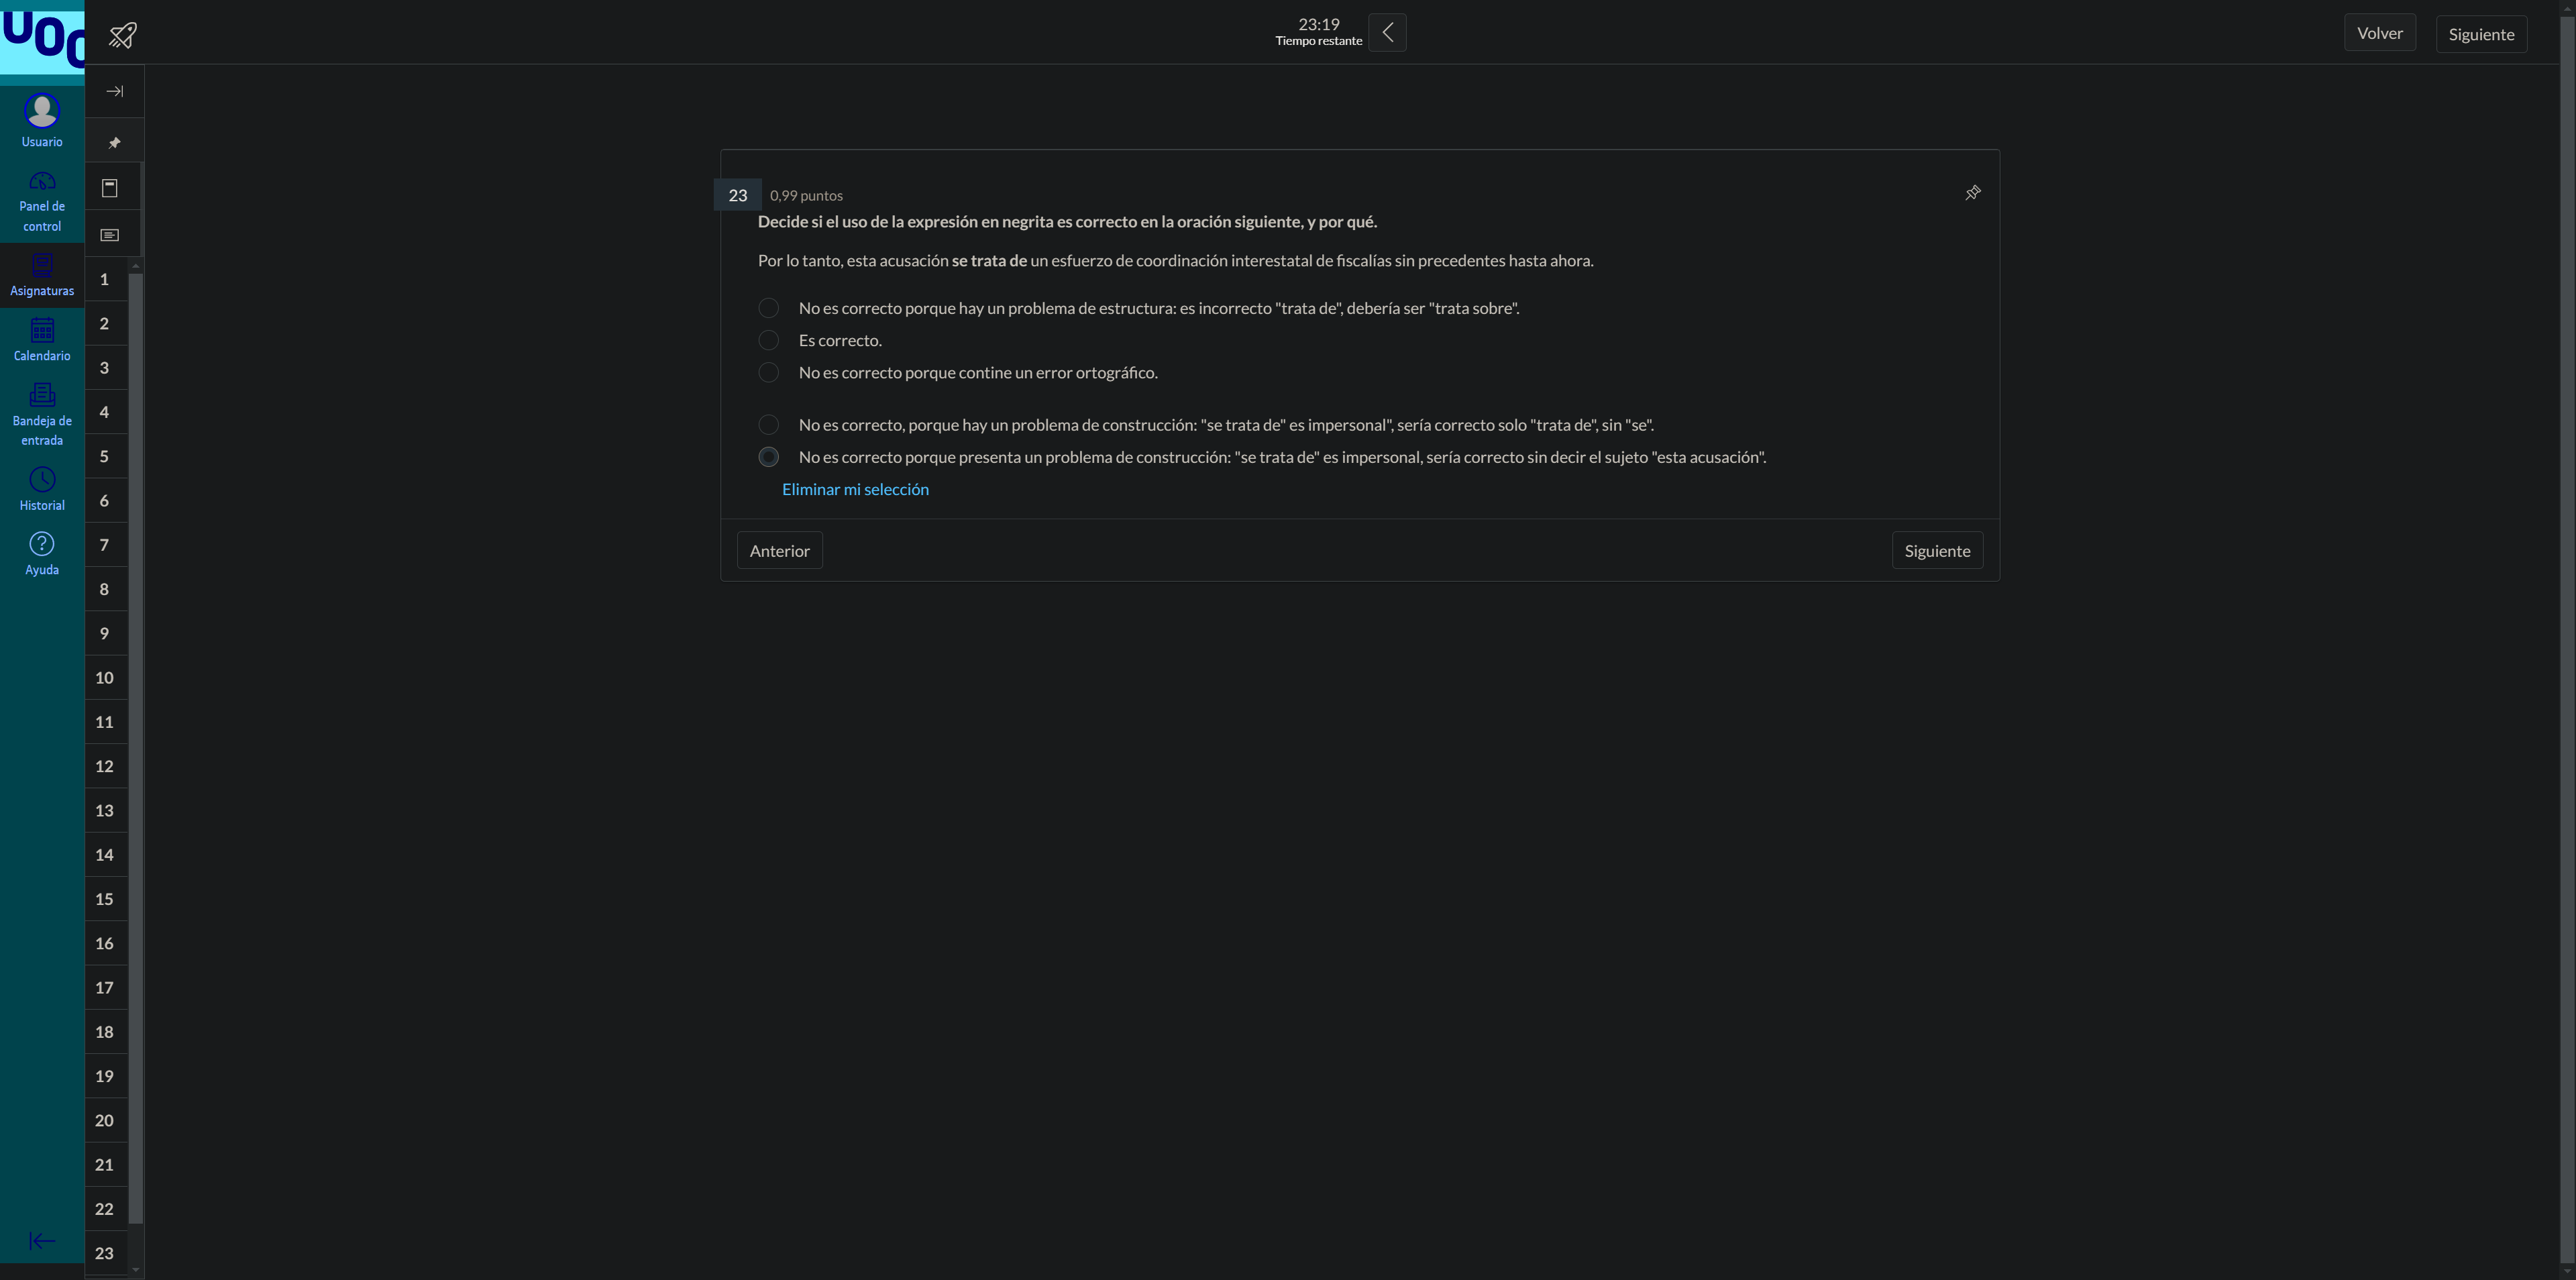 UOC
23:19
Tiempo restante
Volver
Siguiente
Usuario
Panel de
control
Asignaturas
Calendario
Bandeja de
entrada
Historial
Ayuda
1
2
3
4
5
6
7
8
9
10
11
12
13
14
15
16
17
18
19
20
21
22
23
23
0,99 puntos
Decide si el uso de la expresión en negrita es correcto en la oración siguiente, y por qué.
Por lo tanto, esta acusación se trata de un esfuerzo de coordinación interestatal de fiscalías sin precedentes hasta ahora.
No es correcto porque hay un problema de estructura: es incorrecto "trata de", debería ser "trata sobre".
Es correcto.
No es correcto porque contine un error ortográfico.
No es correcto, porque hay un problema de construcción: "se trata de" es impersonal", sería correcto solo "trata de", sin "se".
No es correcto porque presenta un problema de construcción: "se trata de" es impersonal, sería correcto sin decir el sujeto "esta acusación".
Eliminar mi selección
Anterior
Siguiente